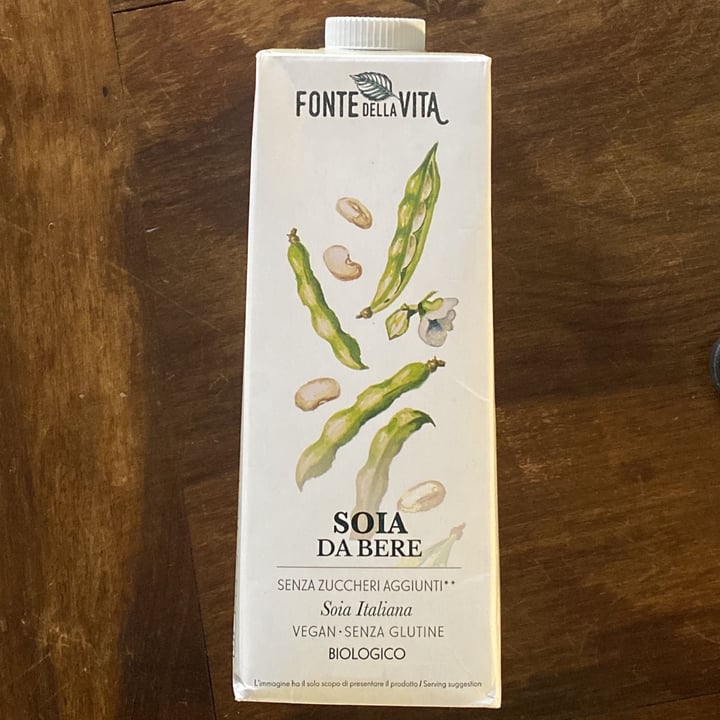 FONTE DELLA VITA
SOIA
DA BERE
SENZA ZUCCHERI AGGIUNTI**
Soia Italiana
VEGAN • SENZA GLUTINE
BIOLOGICO
L'immagine ha il solo scopo di presentare il prodotto / Serving suggestion